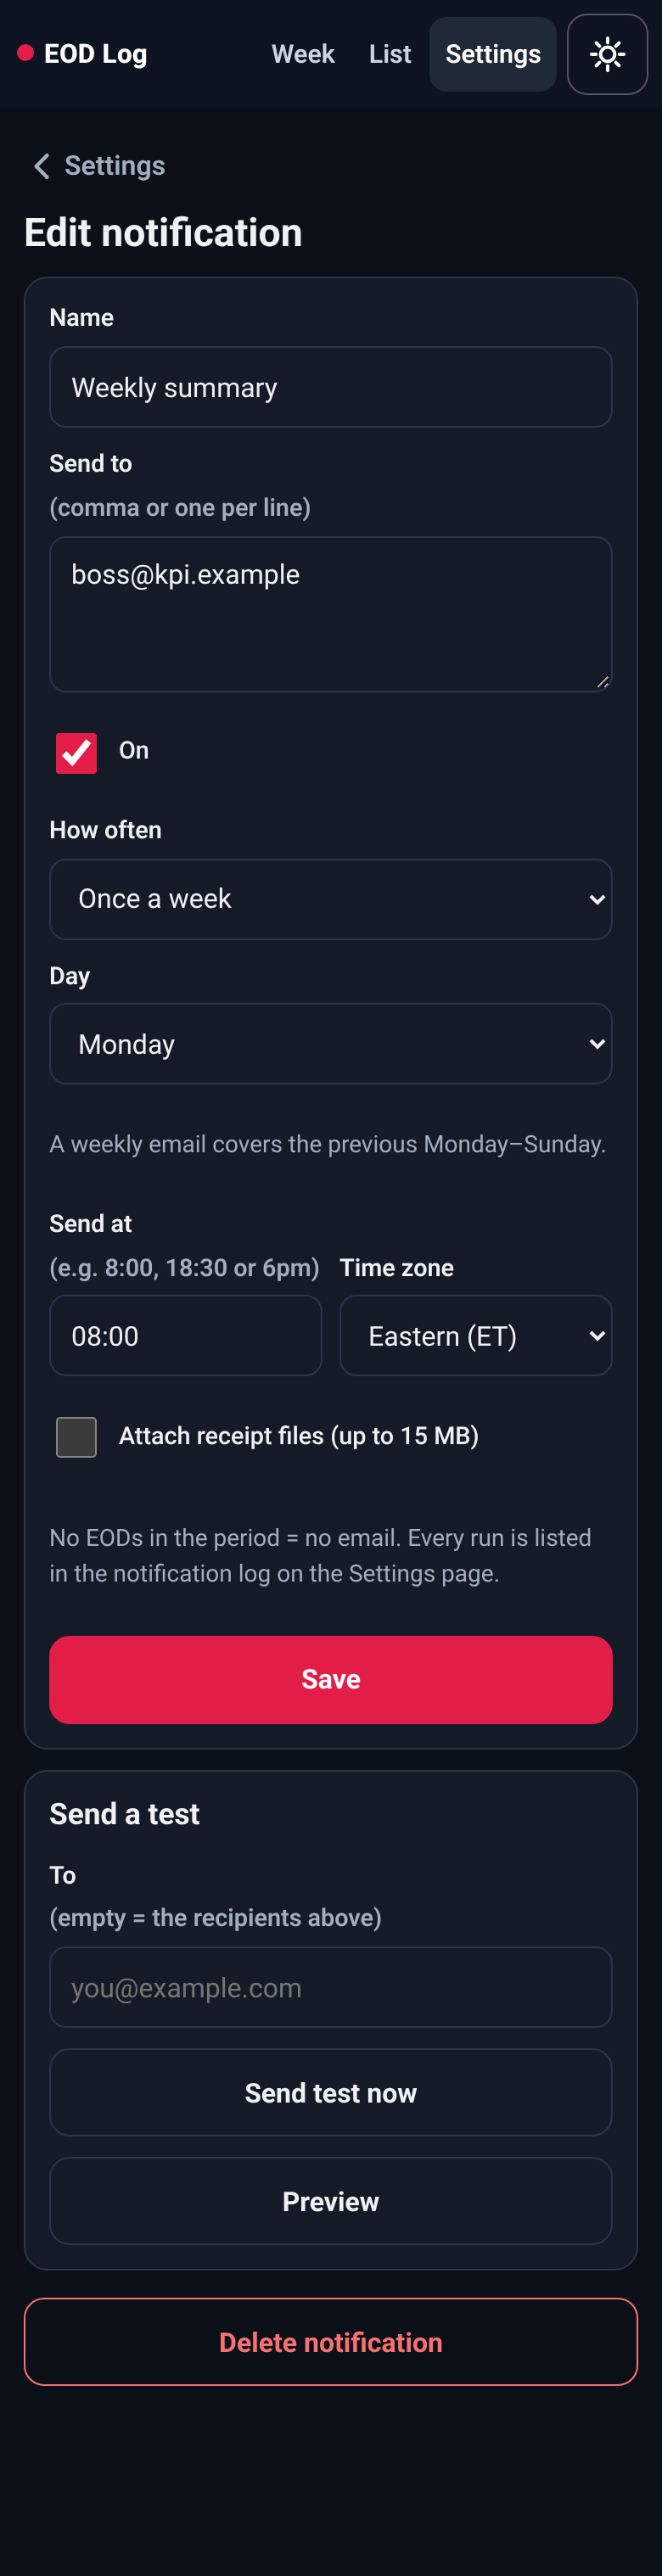 EOD Log
Week
List
Settings
Settings
Edit notification
Name
Weekly summary
Send to
(comma or one per line)
boss@kpi.example
On
How often
Once a week
Day
Monday
A weekly email covers the previous Monday–Sunday.
Send at
(e.g. 8:00, 18:30 or 6pm)
Time zone
08:00
Eastern (ET)
Attach receipt files (up to 15 MB)
No EODs in the period = no email. Every run is listed
in the notification log on the Settings page.
Save
Send a test
To
(empty = the recipients above)
you@example.com
Send test now
Preview
Delete notification